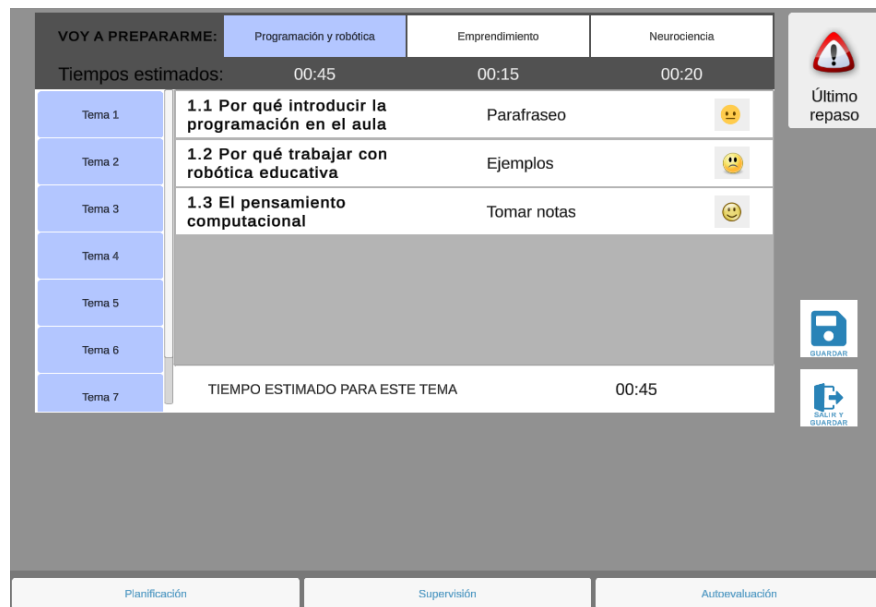 VOY A PREPARARME: Programación y robótica Emprendimiento Neurociencia
Tiempos estimados: 00:45 00:15 00:20
Último
repaso
Tema 1
1.1 Por qué introducir la
programación en el aula
Parafraseo
Tema 2
1.2 Por qué trabajar con
robótica educativa
Ejemplos
Tema 3
1.3 El pensamiento
computacional
Tomar notas
Tema 4
Tema 5
Tema 6
Tema 7
TIEMPO ESTIMADO PARA ESTE TEMA 00:45
GUARDAR
SALIR Y
GUARDAR
Planificación Supervisión Autoevaluación